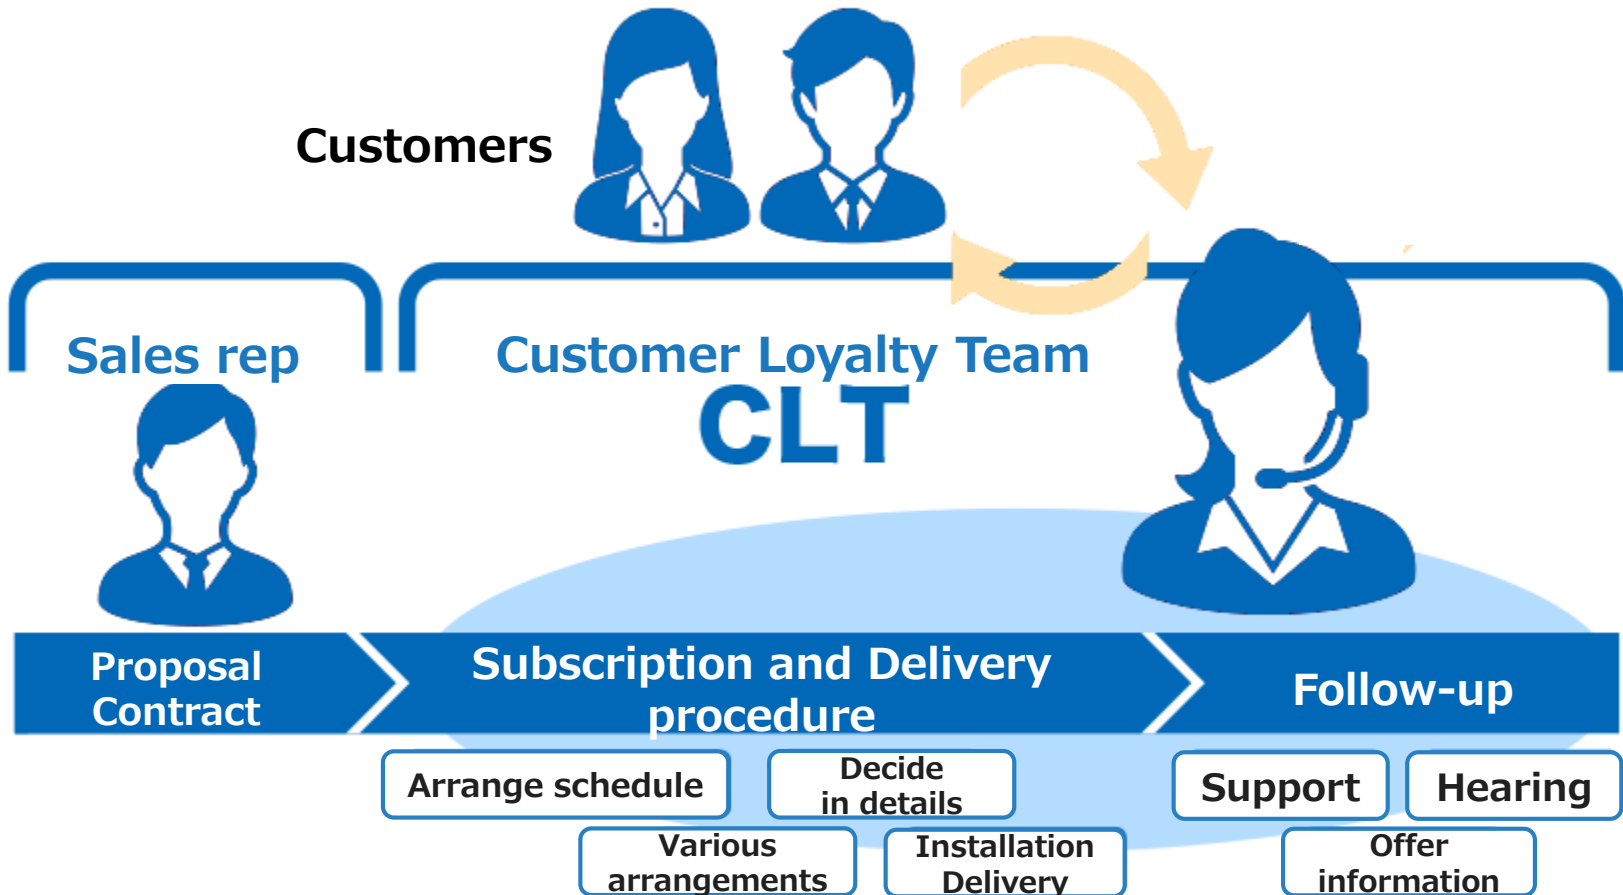 Customers
Sales rep
Customer Loyalty Team
CLT
Proposal
Contract
Subscription and Delivery
procedure
Follow-up
Arrange schedule
Decide
in details
Various
arrangements
Installation
Delivery
Support
Hearing
Offer
information